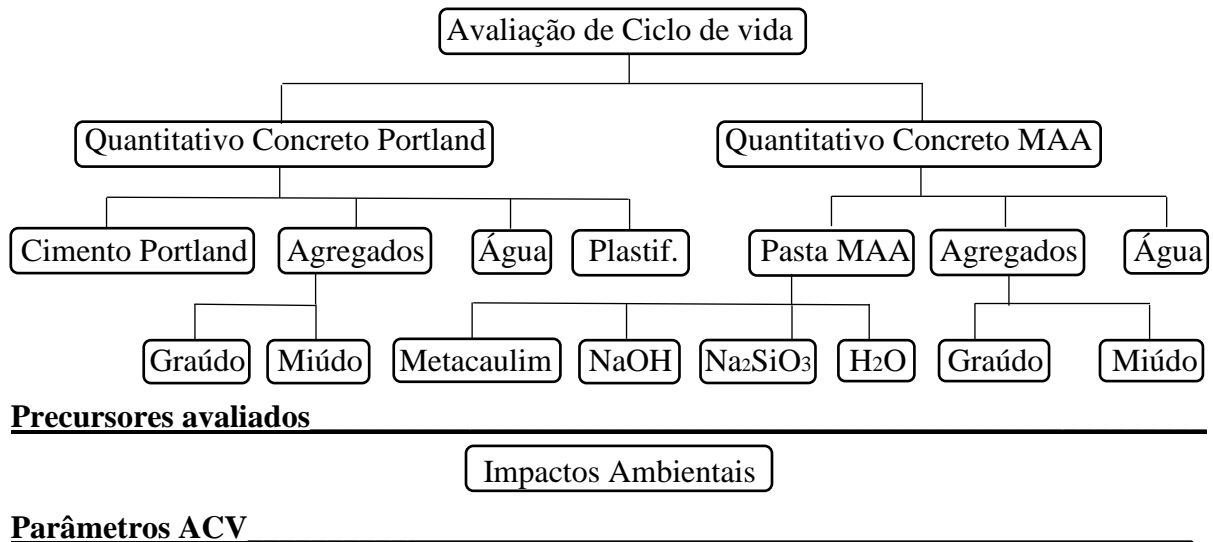 Avaliação de Ciclo de vida
Quantitativo Concreto Portland Quantitativo Concreto MAA
Cimento Portland Agregados Água Plastif. Pasta MAA Agregados Água
Graúdo Miúdo Metacaulim NaOH Na₂SiO₃ H₂O Graúdo Miúdo
Precursores avaliados
Impactos Ambientais
Parâmetros ACV